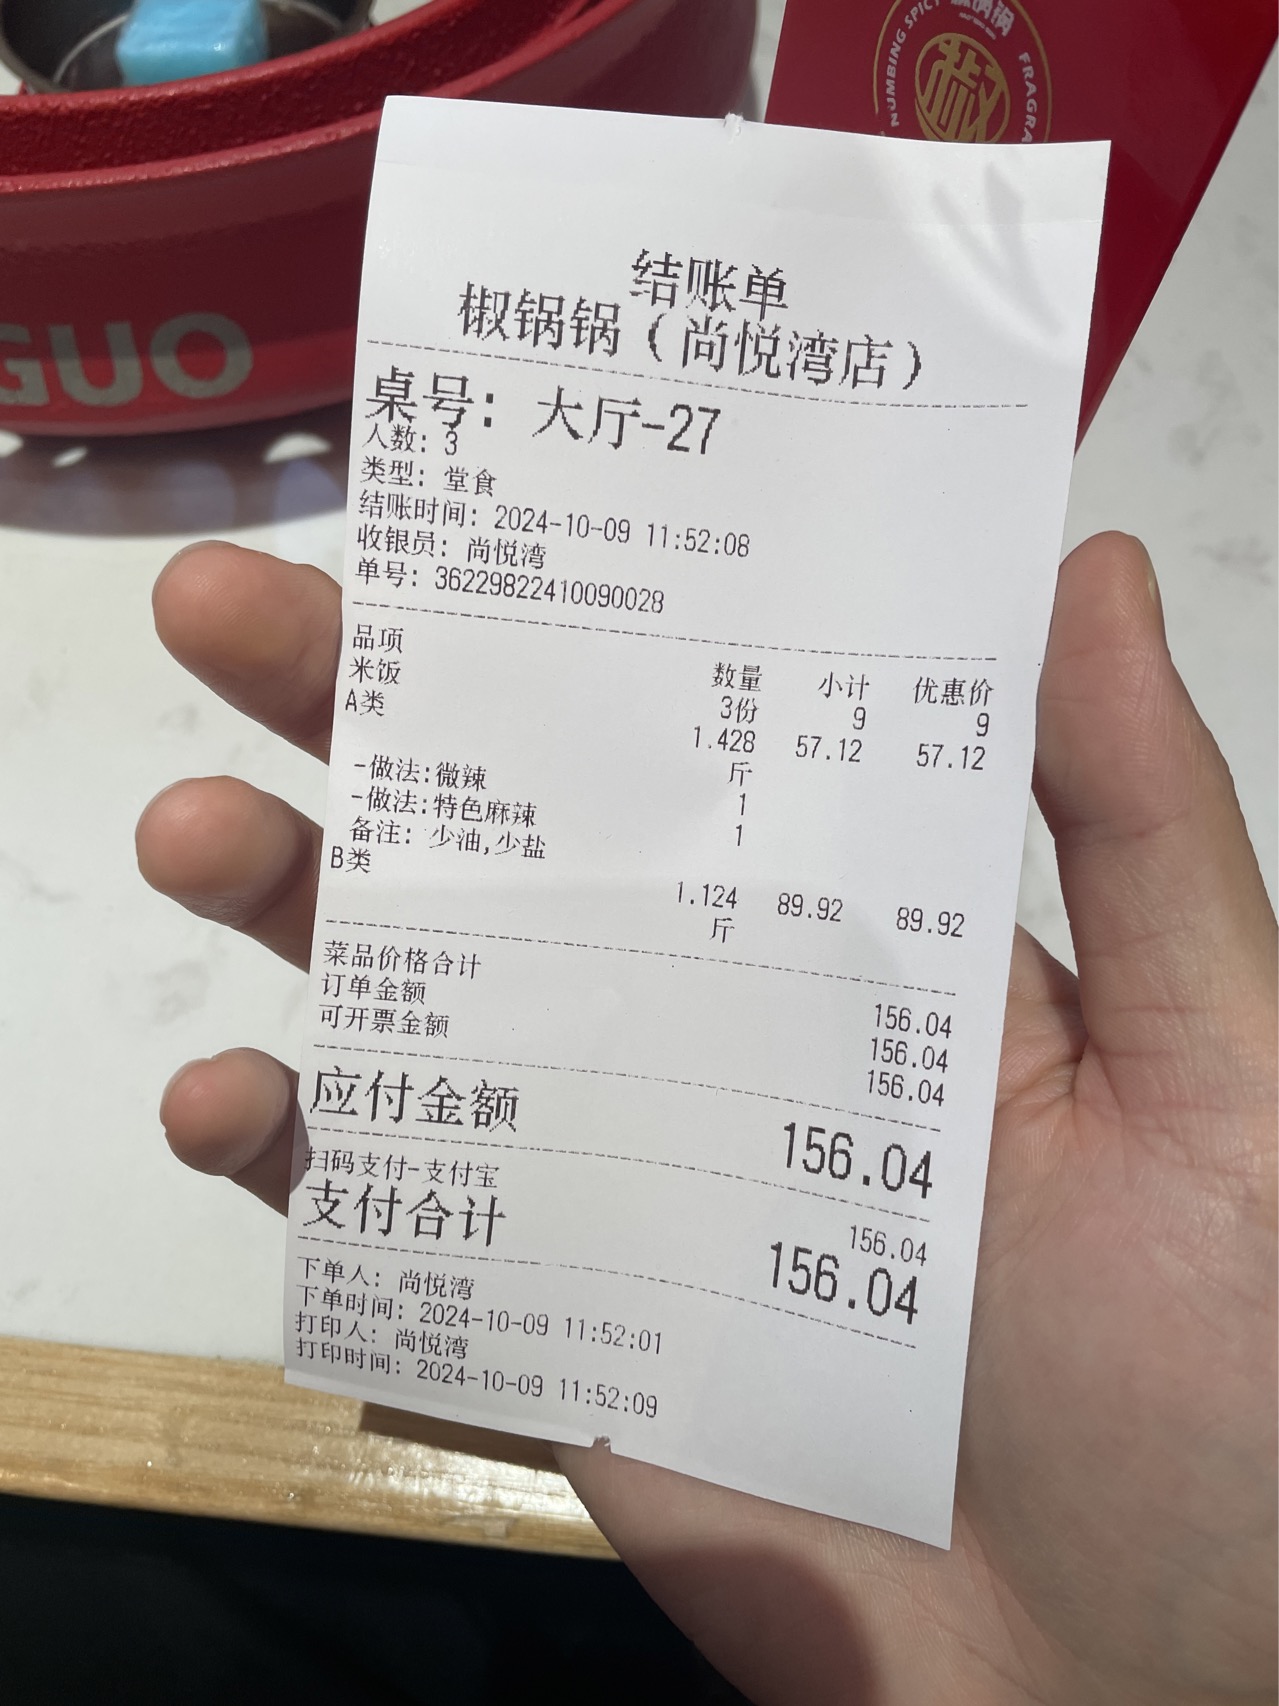 NUMBING SPICY
FRAGRA
椒
GUO
结账单
椒锅锅（尚悦湾店）
桌号: 大厅-27
人数: 3
类型: 堂食
结账时间: 2024-10-09 11:52:08
收银员: 尚悦湾
单号: 36229822410090028
品项 数量 小计 优惠价
米饭 3份 9 9
A类 1.428 57.12 57.12
斤
-做法:微辣 1
-做法:特色麻辣 1
备注: 少油,少盐
B类 1.124 89.92 89.92
斤
菜品价格合计 156.04
订单金额 156.04
可开票金额 156.04
应付金额 156.04
扫码支付-支付宝 156.04
支付合计 156.04
下单人: 尚悦湾
下单时间: 2024-10-09 11:52:01
打印人: 尚悦湾
打印时间: 2024-10-09 11:52:09